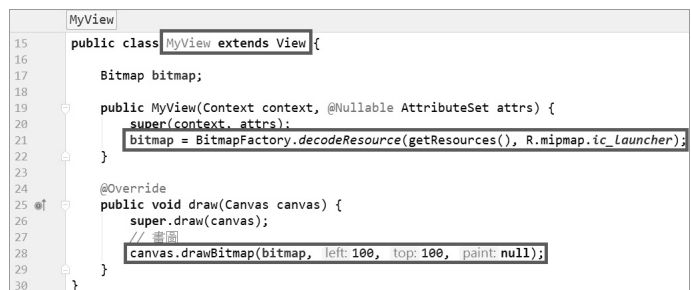 MyView
15 public class MyView extends View {
16
17 Bitmap bitmap;
18
19 public MyView(Context context, @Nullable AttributeSet attrs) {
20 super(context, attrs);
21 bitmap = BitmapFactory.decodeResource(getResources(), R.mipmap.ic_launcher);
22 }
23
24 @Override
25 public void draw(Canvas canvas) {
26 super.draw(canvas);
27 // 畫圖
28 canvas.drawBitmap(bitmap, left: 100, top: 100, paint: null);
29 }
30 }